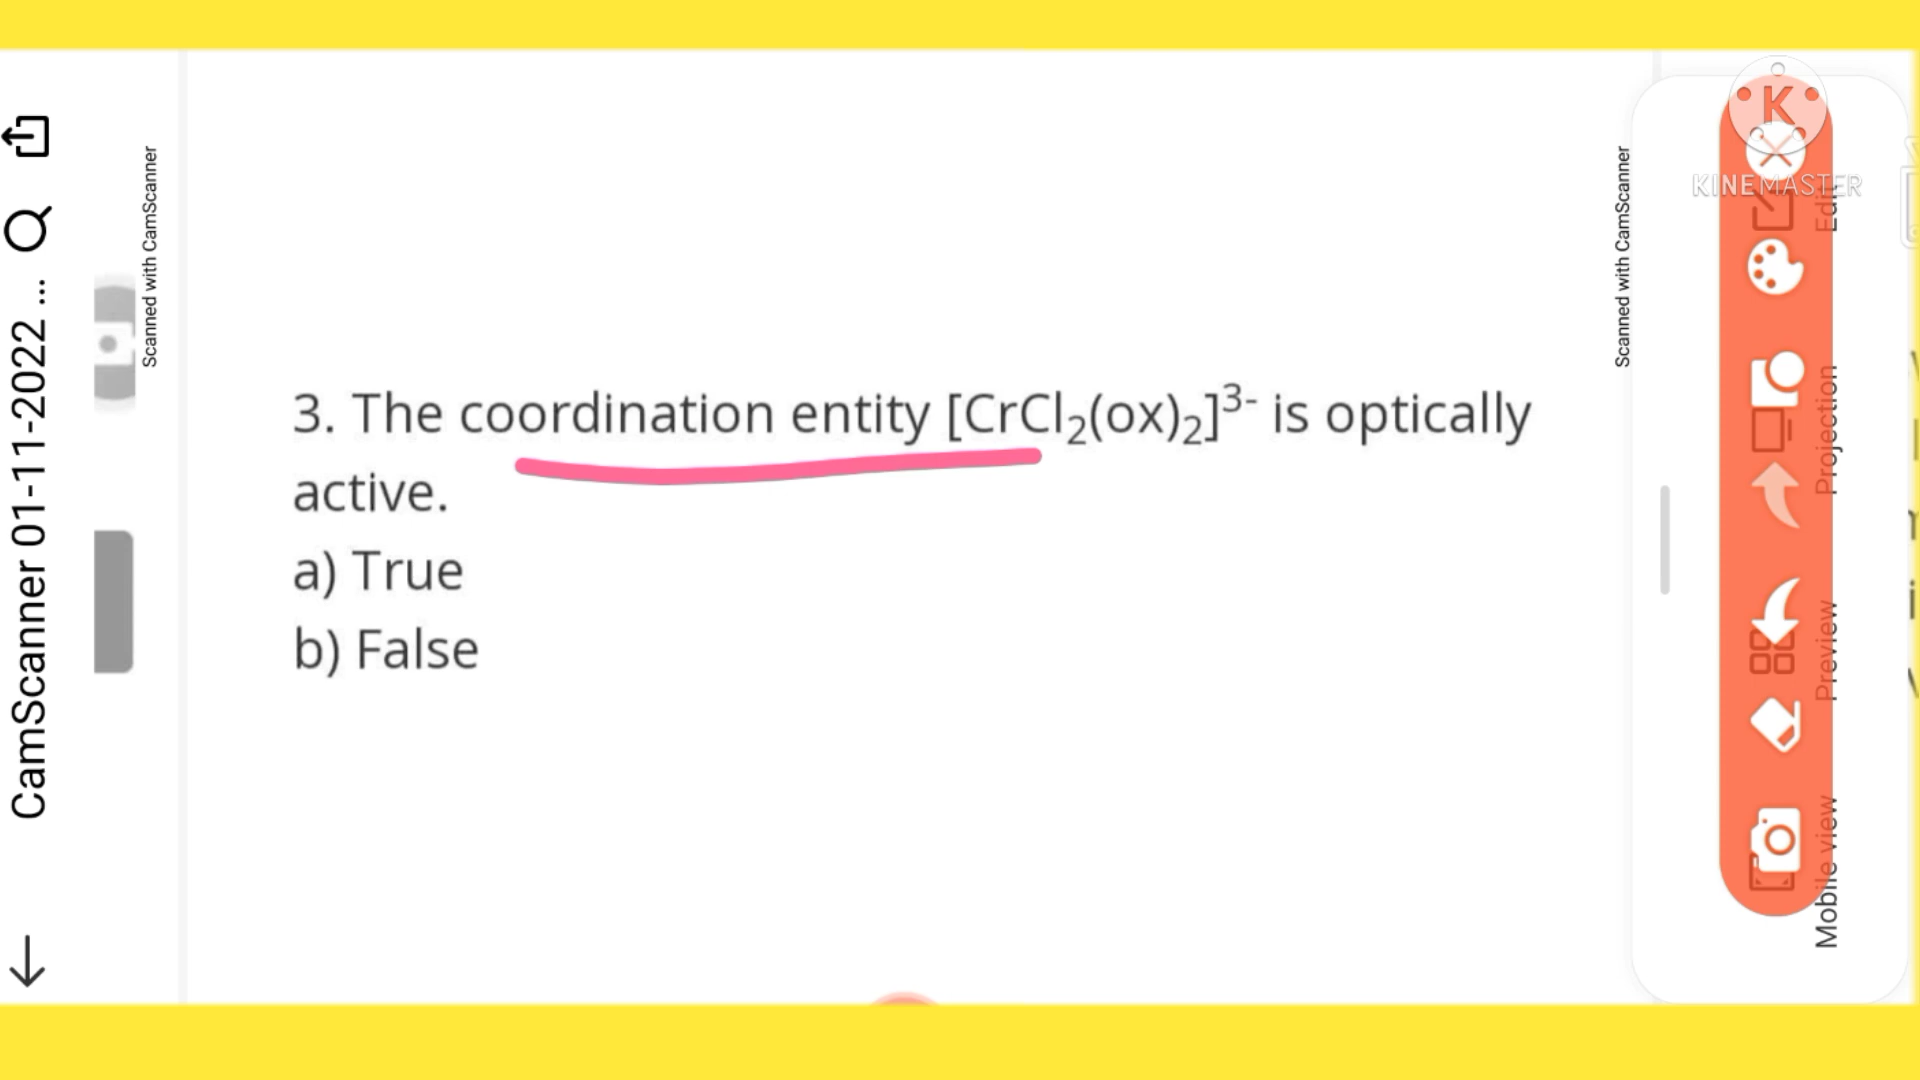 CamScanner 01-11-2022 ...
Scanned with CamScanner
3. The coordination entity [CrCl₂(ox)₂]³⁻ is optically
active.
a) True
b) False
Scanned with CamScanner
K
KINEMASTER
Edit
Projection
Preview
Mobile view